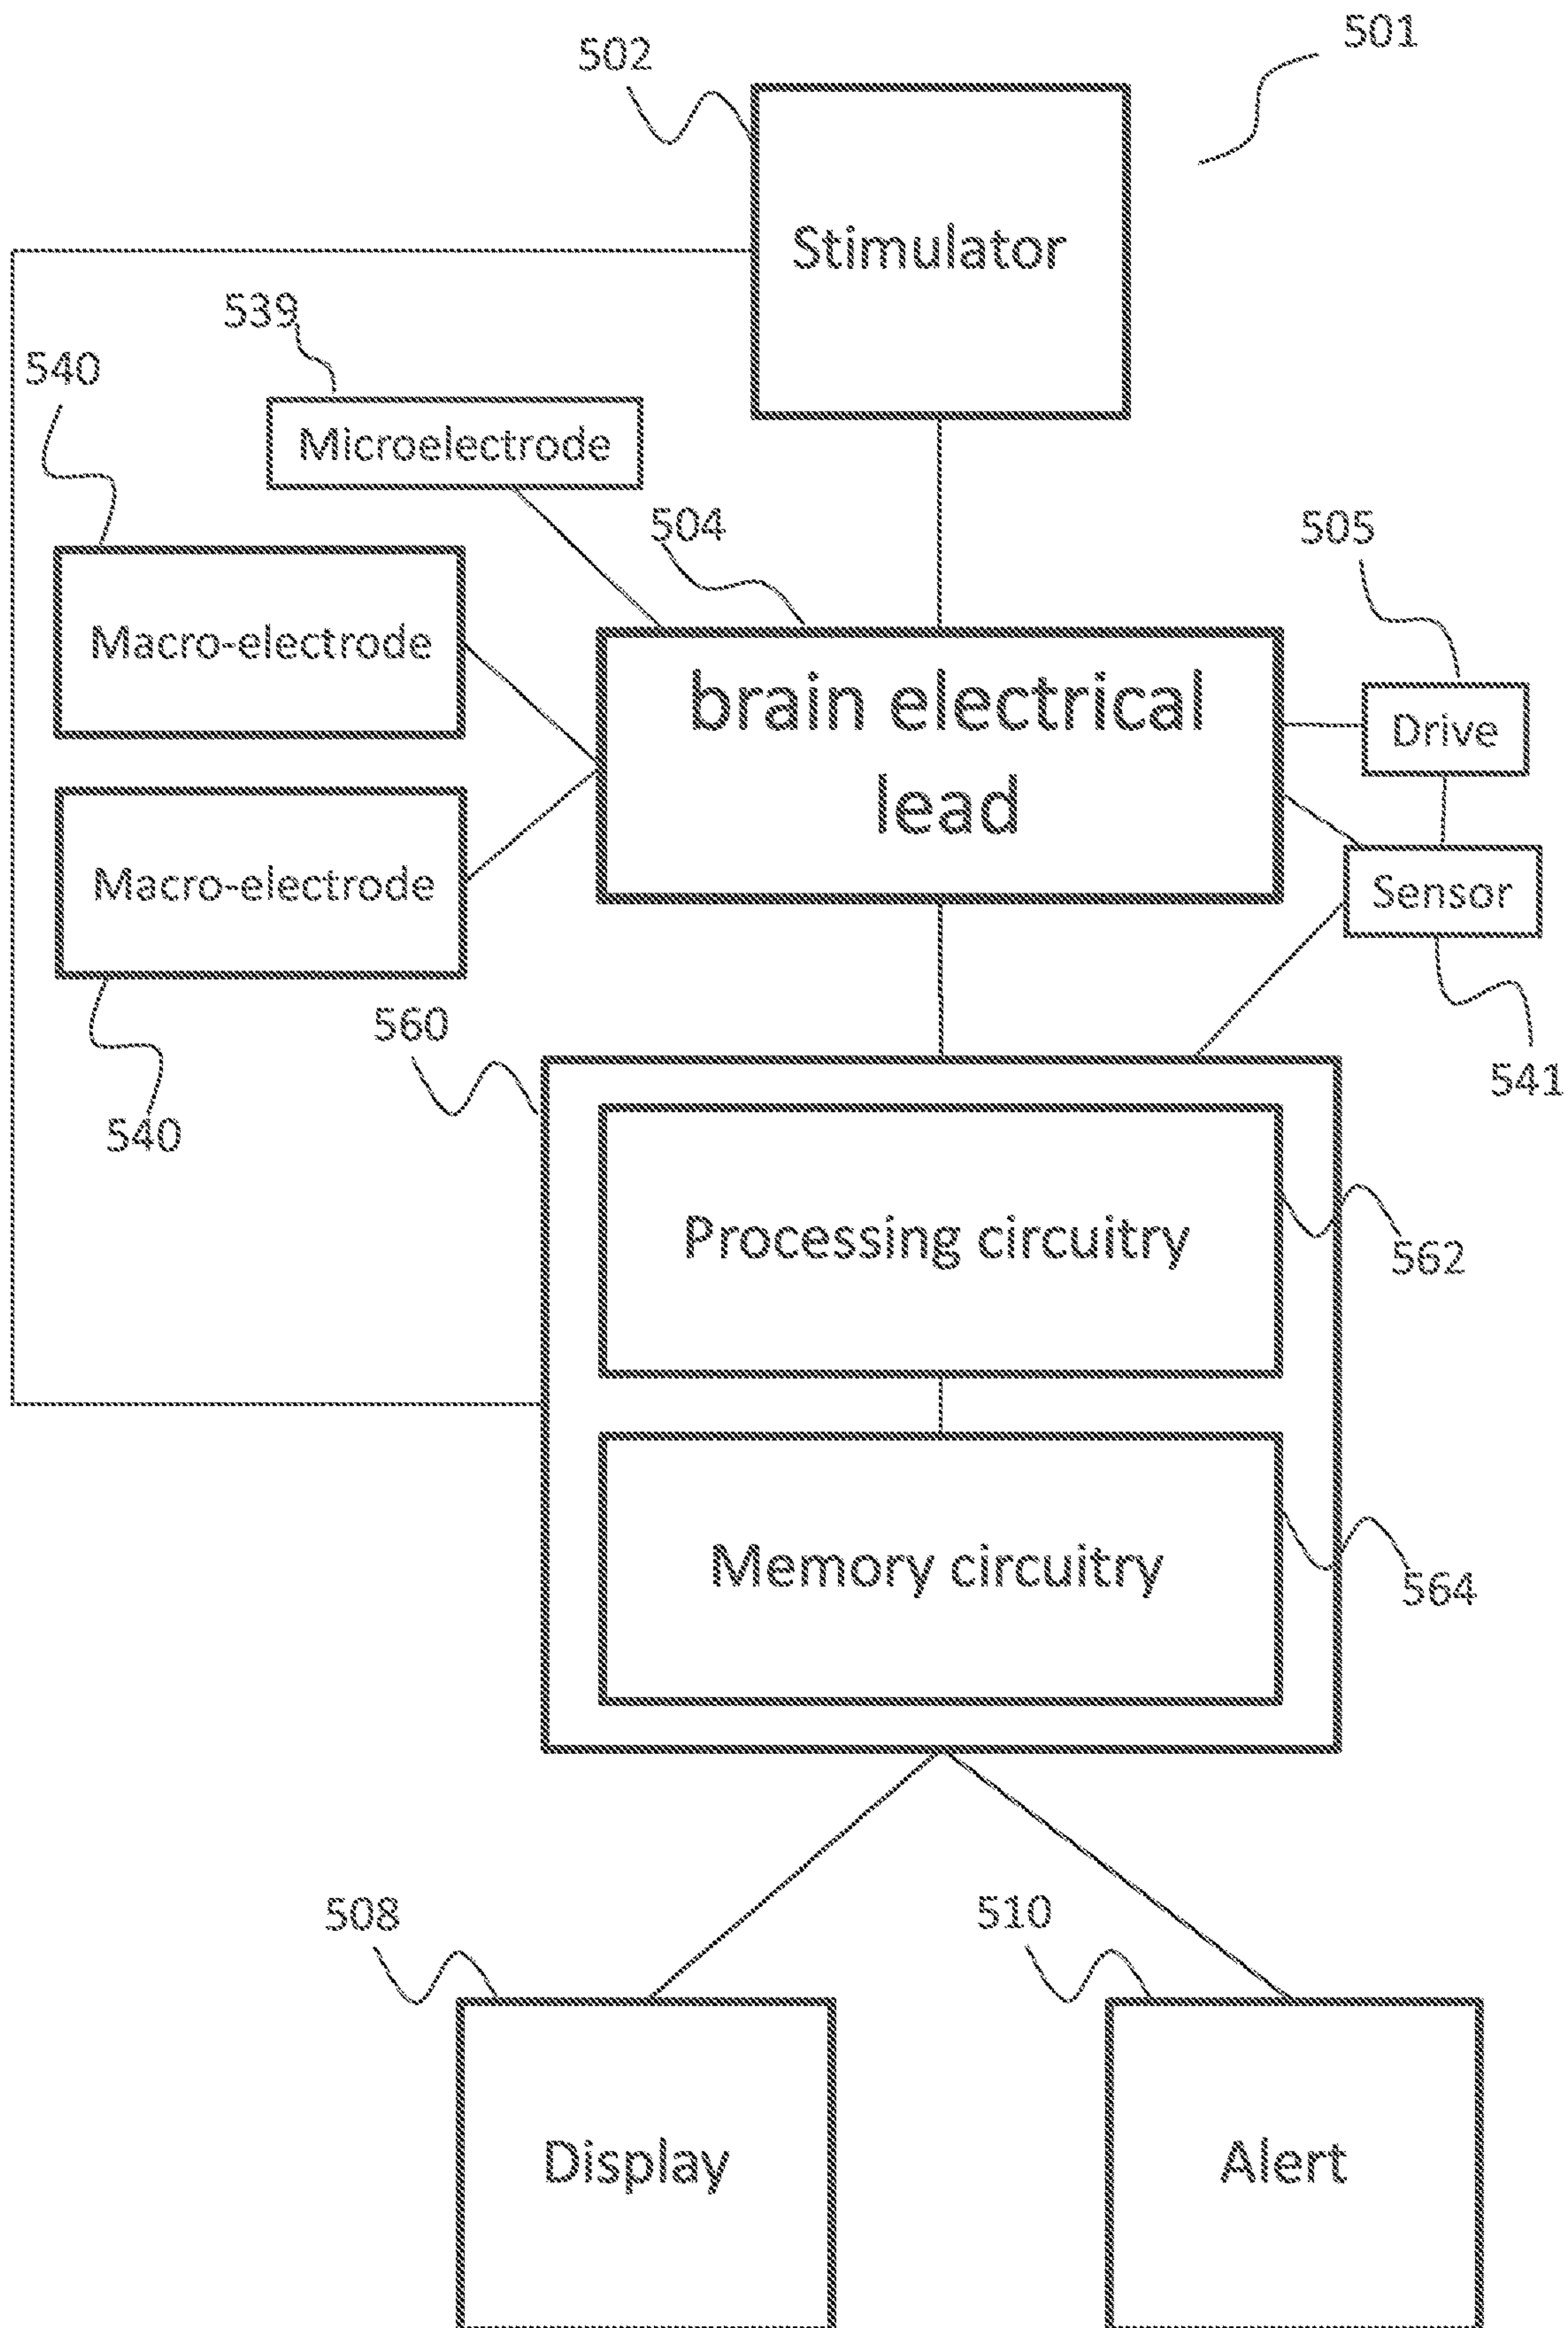 501
502
Stimulator
539
540
Microelectrode
504
505
Macro-electrode
brain electrical
lead
Drive
Macro-electrode
Sensor
560
541
540
Processing circuitry
562
Memory circuitry
564
508
510
Display
Alert